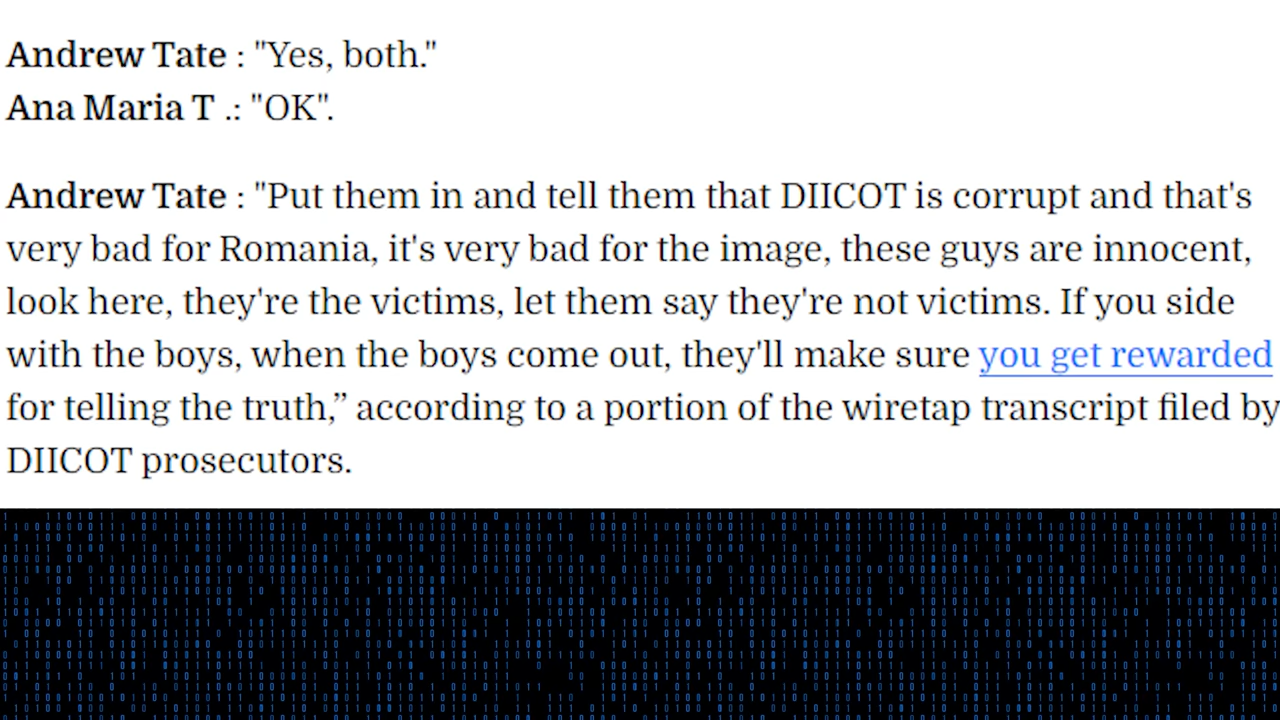 Andrew Tate : "Yes, both."
Ana Maria T .: "OK".
Andrew Tate : "Put them in and tell them that DIICOT is corrupt and that's
very bad for Romania, it's very bad for the image, these guys are innocent,
look here, they're the victims, let them say they're not victims. If you side
with the boys, when the boys come out, they'll make sure you get rewarded
for telling the truth,” according to a portion of the wiretap transcript filed by
DIICOT prosecutors.